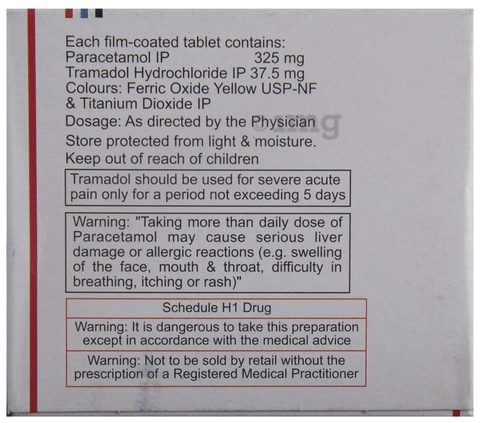 Each film-coated tablet contains:
Paracetamol IP 325 mg
Tramadol Hydrochloride IP 37.5 mg
Colours: Ferric Oxide Yellow USP-NF
& Titanium Dioxide IP
Dosage: As directed by the Physician
Store protected from light & moisture.
Keep out of reach of children
Tramadol should be used for severe acute
pain only for a period not exceeding 5 days
Warning: "Taking more than daily dose of
Paracetamol may cause serious liver
damage or allergic reactions (e.g. swelling
of the face, mouth & throat, difficulty in
breathing, itching or rash)"
Schedule H1 Drug
Warning: It is dangerous to take this preparation
except in accordance with the medical advice
Warning: Not to be sold by retail without the
prescription of a Registered Medical Practitioner